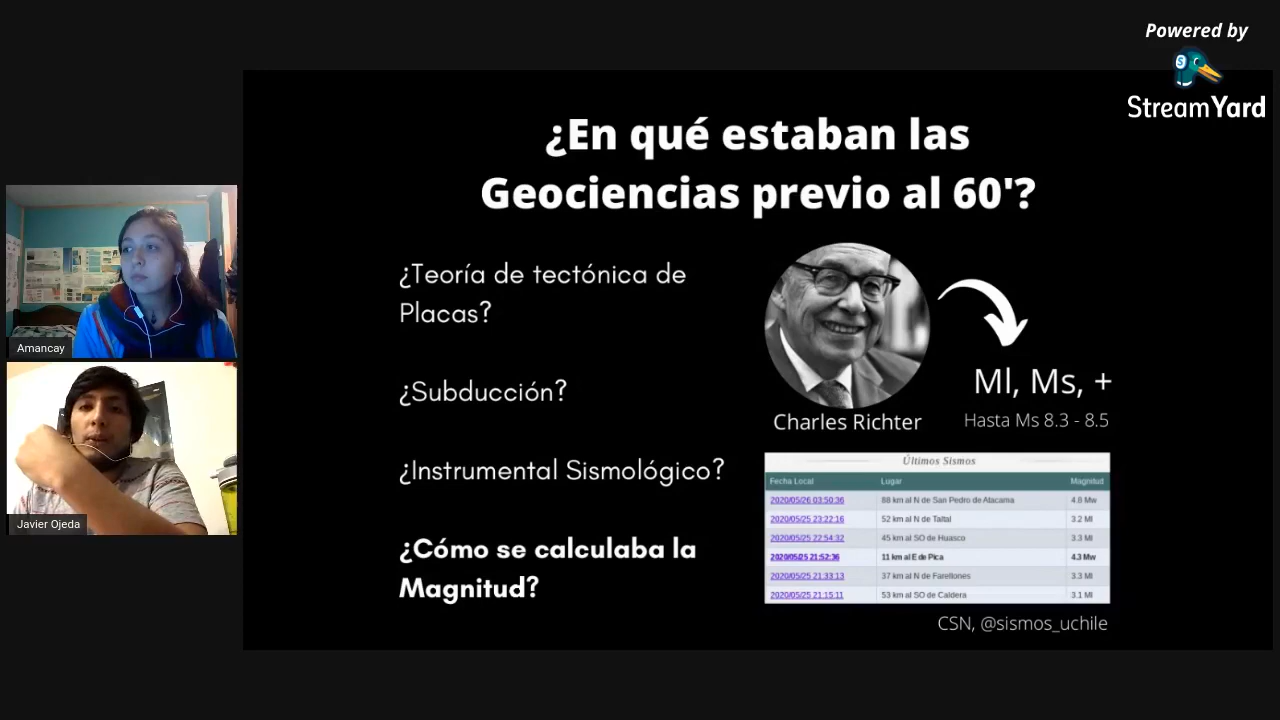 Powered by
StreamYard
¿En qué estaban las
Geociencias previo al 60'?
¿Teoría de tectónica de
Placas?
¿Subducción?
¿Instrumental Sismológico?
¿Cómo se calculaba la
Magnitud?
Charles Richter
Ml, Ms, +
Hasta Ms 8.3 - 8.5
Últimos Sismos
Fecha Local Lugar Magnitud
2020/05/26 03:50:36 88 km al N de San Pedro de Atacama 4.8 Mw
2020/05/25 23:22:16 52 km al N de Taltal 3.2 Ml
2020/05/25 22:54:32 45 km al SO de Huasco 3.3 Ml
2020/05/25 21:52:36 11 km al E de Pica 4.3 Mw
2020/05/25 21:33:13 37 km al N de Farellones 3.3 Ml
2020/05/25 21:15:11 53 km al SO de Caldera 3.1 Ml
CSN, @sismos_uchile
Amancay
Javier Ojeda